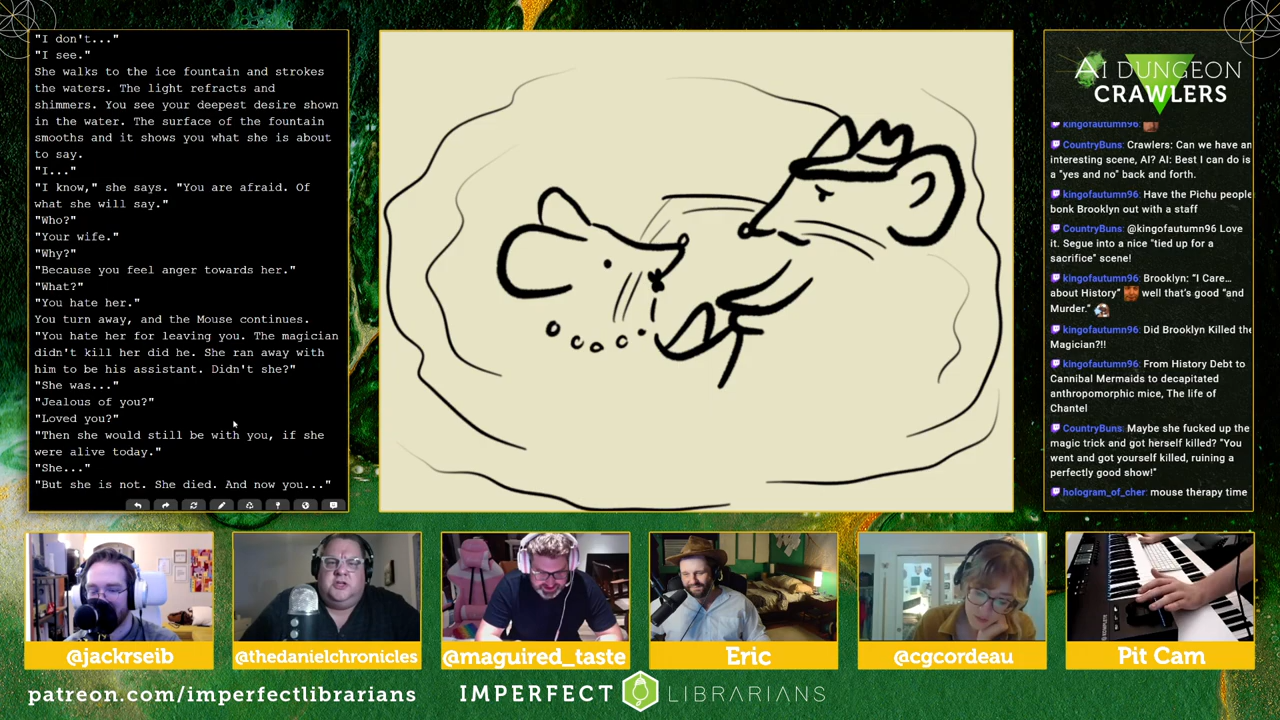 "I don't..."
"I see."
She walks to the ice fountain and strokes
the waters. The light refracts and
shimmers. You see your deepest desire shown
in the water. The surface of the fountain
smooths and it shows you what she is about
to say.
"I..."
"I know," she says. "You are afraid. Of
what she will say."
"Who?"
"Your wife."
"Why?"
"Because you feel anger towards her."
"What?"
"You hate her."
You turn away, and the Mouse continues.
"You hate her for leaving you. The magician
didn't kill her did he. She ran away with
him to be his assistant. Didn't she?"
"She was..."
"Jealous of you?"
"Loved you?"
"Then she would still be with you, if she
were alive today."
"She..."
"But she is not. She died. And now you..."
AI DUNGEON
CRAWLERS
kingofautumn96:
CountryBuns: Crawlers: Can we have an
interesting scene, AI? AI: Best I can do is
a "yes and no" back and forth.
kingofautumn96: Have the Pichu people
bonk Brooklyn out with a staff
CountryBuns: @kingofautumn96 Love
it. Segue into a nice "tied up for a
sacrifice" scene!
kingofautumn96: Brooklyn: "I Care...
about History" well that's good "and
Murder."
kingofautumn96: Did Brooklyn Killed the
Magician?!!
kingofautumn96: From History Debt to
Cannibal Mermaids to decapitated
anthropomorphic mice, The life of
Chantel
CountryBuns: Maybe she fucked up the
magic trick and got herself killed? "You
went and got yourself killed, ruining a
perfectly good show!"
hologram_of_cher: mouse therapy time
@jackrseib
@thedanielchronicles
@maguired_taste
Eric
@cgcordeau
Pit Cam
patreon.com/imperfectlibrarians
IMPERFECT LIBRARIANS